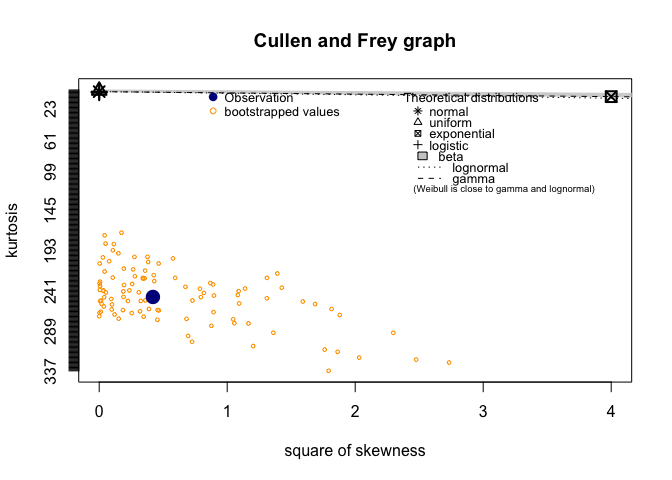 Cullen and Frey graph
Observation
bootstrapped values
Theoretical distributions
normal
uniform
exponential
logistic
beta
lognormal
gamma
(Weibull is close to gamma and lognormal)
kurtosis
23
61
99
145
193
241
289
337
0
1
2
3
4
square of skewness